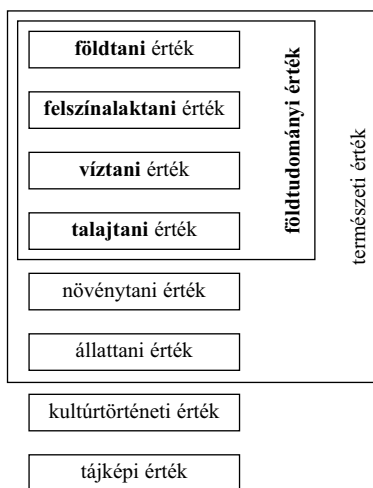 földtani érték
felszínalaktani érték
víztani érték
talajtani érték
földtudományi érték
növénytani érték
állattani érték
természeti érték
kultúrtörténeti érték
tájképi érték